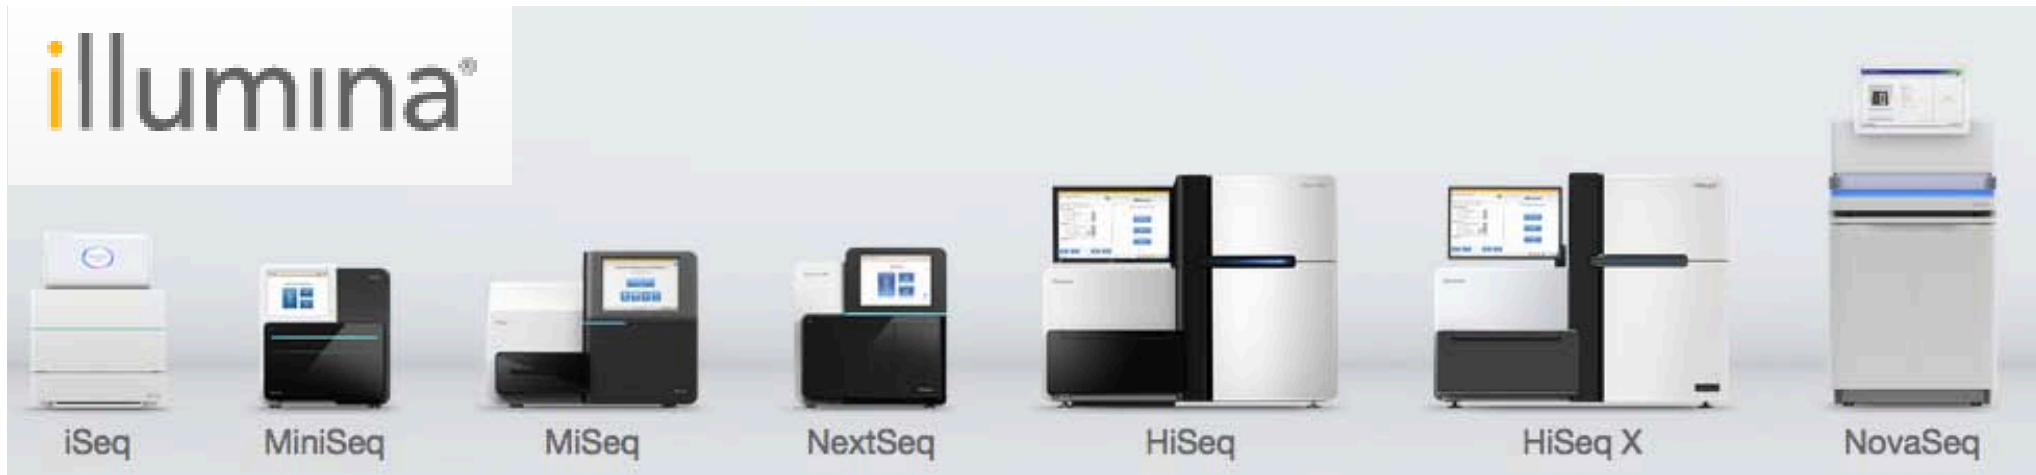 illumina®
iSeq
MiniSeq
MiSeq
NextSeq
HiSeq
HiSeq X
NovaSeq